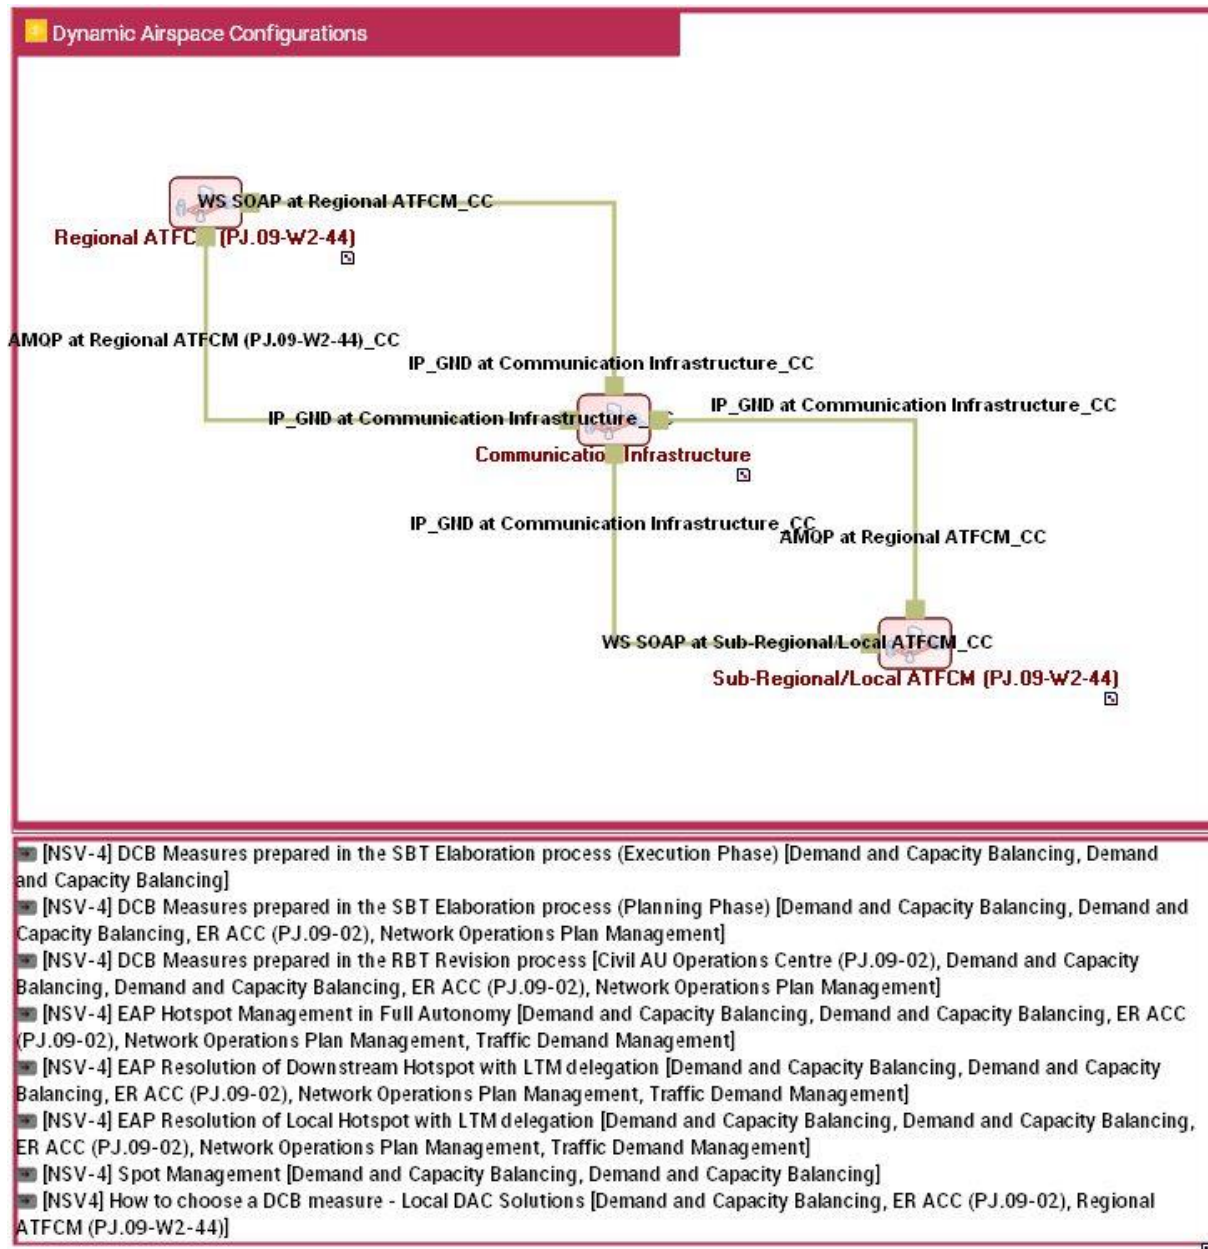 Dynamic Airspace Configurations
WS SOAP at Regional ATFCM_CC
Regional ATFC (PJ.09-W2-44)
AMQP at Regional ATFCM (PJ.09-W2-44)_CC
IP_GND at Communication Infrastructure_CC
IP_GND at Communication Infrastructure_CC
IP_GND at Communication Infrastructure_CC
Communicatio Infrastructure
IP_GND at Communication Infrastructure_CC
AMQP at Regional ATFCM_CC
WS SOAP at Sub-Regional/Local ATFCM_CC
Sub-Regional/Local ATFCM (PJ.09-W2-44)
[NSV-4] DCB Measures prepared in the SBT Elaboration process (Execution Phase) [Demand and Capacity Balancing, Demand
and Capacity Balancing]
[NSV-4] DCB Measures prepared in the SBT Elaboration process (Planning Phase) [Demand and Capacity Balancing, Demand and
Capacity Balancing, ER ACC (PJ.09-02), Network Operations Plan Management]
[NSV-4] DCB Measures prepared in the RBT Revision process [Civil AU Operations Centre (PJ.09-02), Demand and Capacity
Balancing, Demand and Capacity Balancing, ER ACC (PJ.09-02), Network Operations Plan Management]
[NSV-4] EAP Hotspot Management in Full Autonomy [Demand and Capacity Balancing, Demand and Capacity Balancing, ER ACC
(PJ.09-02), Network Operations Plan Management, Traffic Demand Management]
[NSV-4] EAP Resolution of Downstream Hotspot with LTM delegation [Demand and Capacity Balancing, Demand and Capacity
Balancing, ER ACC (PJ.09-02), Network Operations Plan Management, Traffic Demand Management]
[NSV-4] EAP Resolution of Local Hotspot with LTM delegation [Demand and Capacity Balancing, Demand and Capacity Balancing,
ER ACC (PJ.09-02), Network Operations Plan Management, Traffic Demand Management]
[NSV-4] Spot Management [Demand and Capacity Balancing, Demand and Capacity Balancing]
[NSV4] How to choose a DCB measure - Local DAC Solutions [Demand and Capacity Balancing, ER ACC (PJ.09-02), Regional
ATFCM (PJ.09-W2-44)]